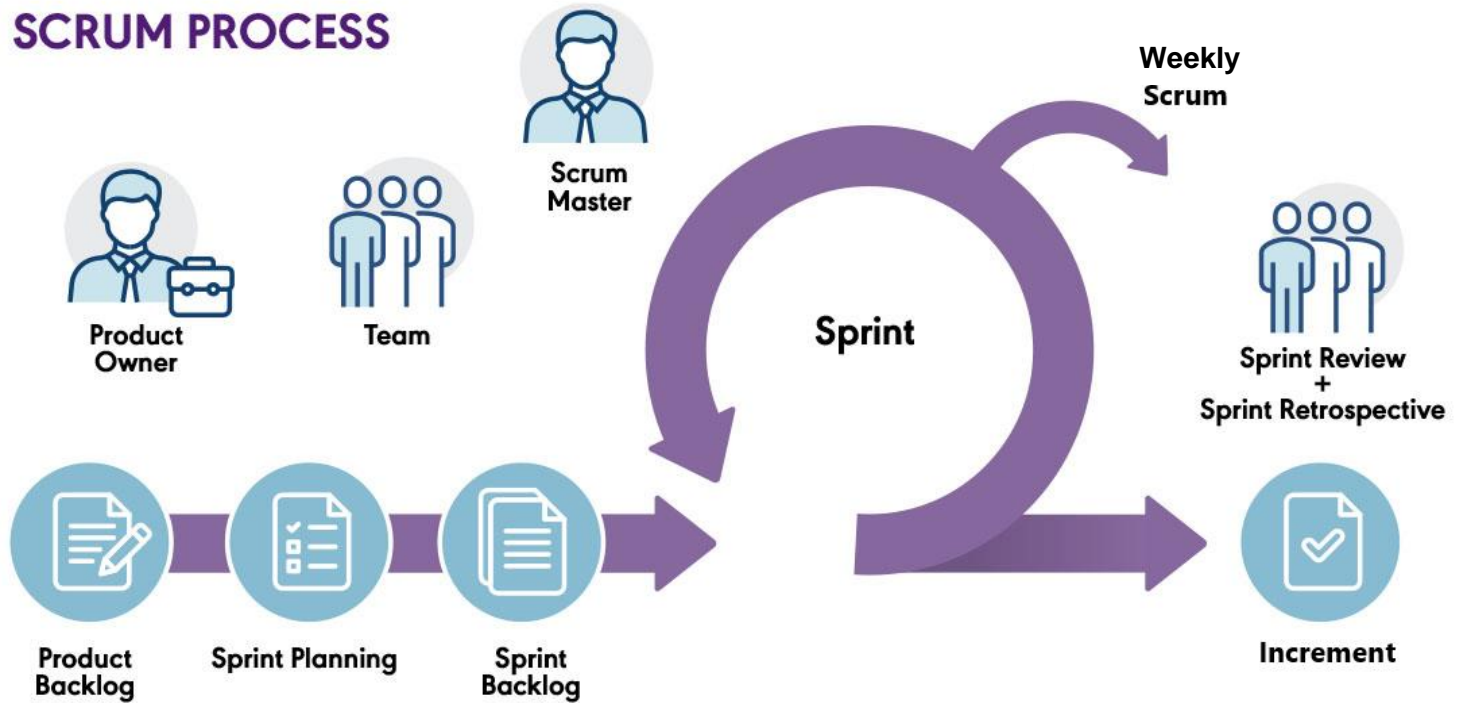 SCRUM PROCESS
Weekly
Scrum
Scrum
Master
Product
Owner
Team
Sprint
Sprint Review
+
Sprint Retrospective
Product
Backlog
Sprint Planning
Sprint
Backlog
Increment